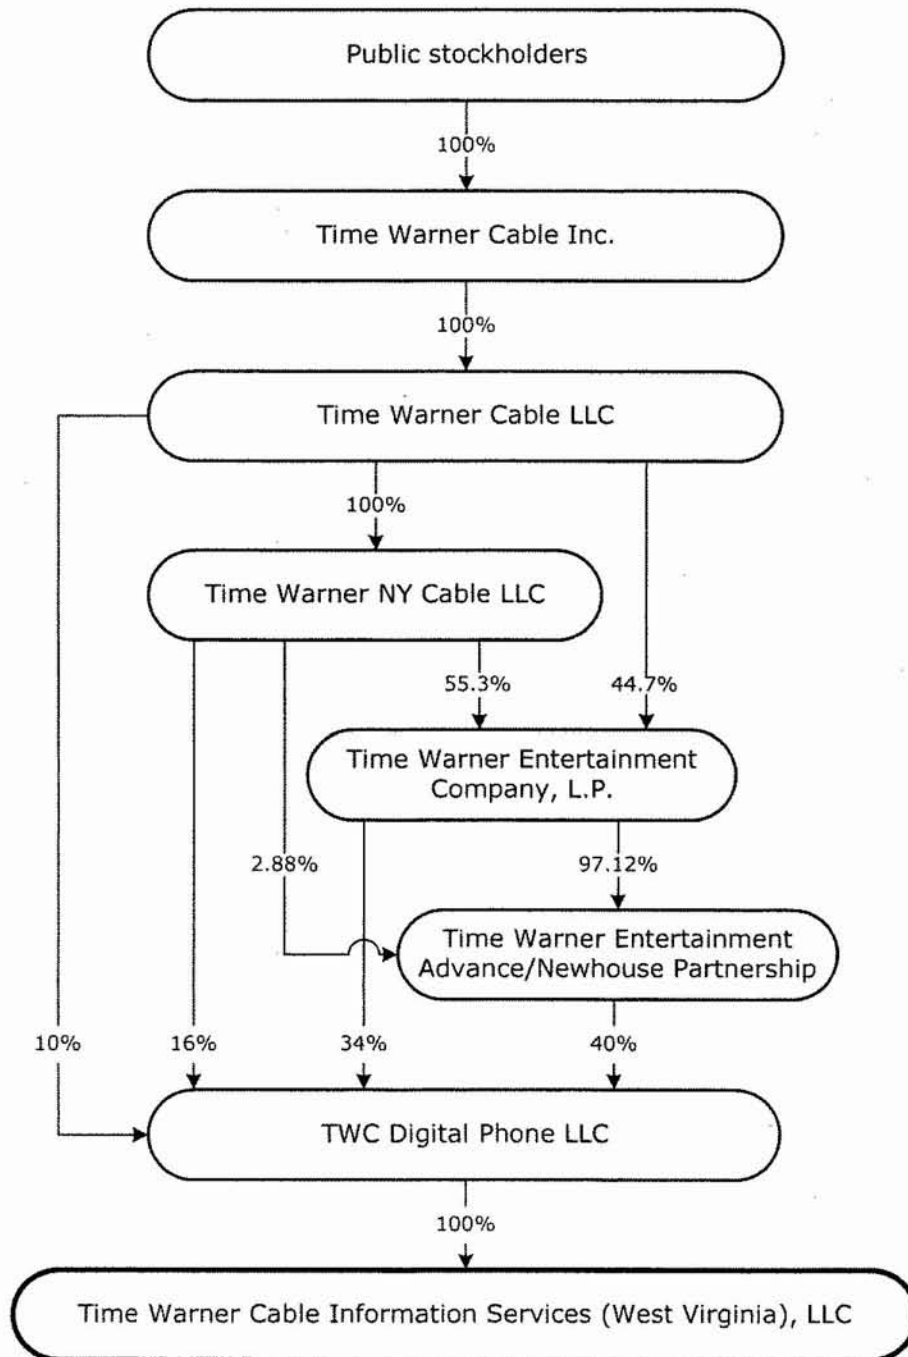 Public stockholders
100%
Time Warner Cable Inc.
100%
Time Warner Cable LLC
100%
Time Warner NY Cable LLC
55.3%
44.7%
Time Warner Entertainment
Company, L.P.
2.88%
97.12%
Time Warner Entertainment
Advance/Newhouse Partnership
10%
16%
34%
40%
TWC Digital Phone LLC
100%
Time Warner Cable Information Services (West Virginia), LLC